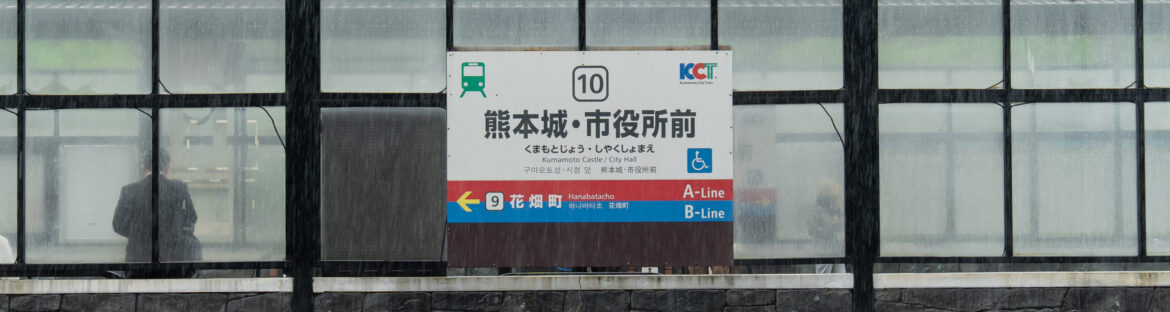 10
KCT
Kumamoto City Tram
熊本城・市役所前
くまもとじょう・しやくしょまえ
Kumamoto Castle / City Hall
구마모토성・시청 앞 熊本城・市役所前
9 花畑町 Hanabatacho
하나바타초 花畑町
A-Line
B-Line